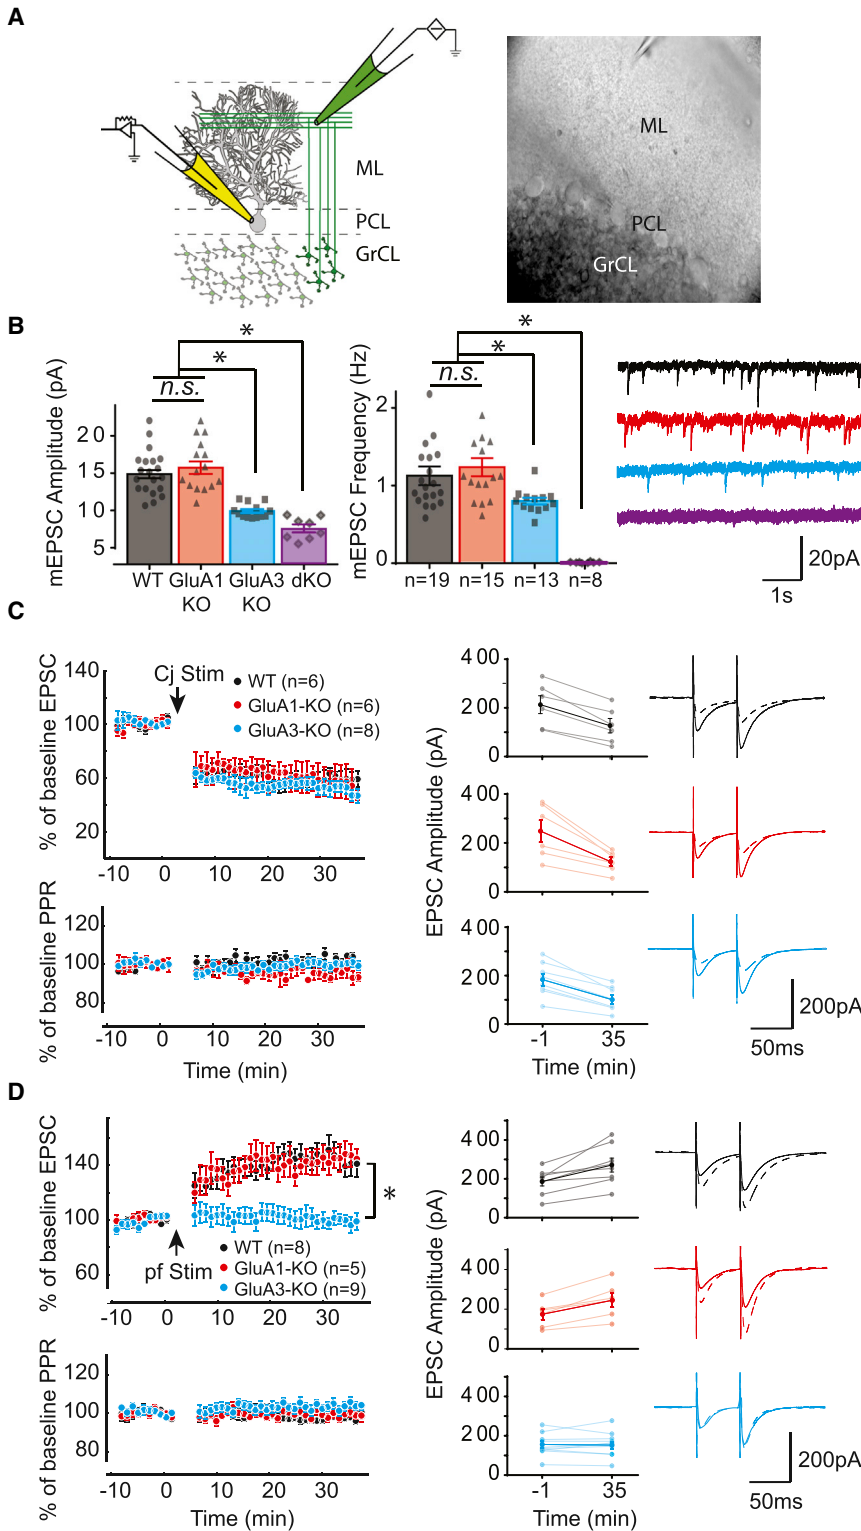 A
ML
PCL
GrCL
ML
PCL
GrCL
B
mEPSC Amplitude (pA)
20
15
10
5
n.s.
*
*
WT GluA1 KO GluA3 KO dKO
mEPSC Frequency (Hz)
2
1
0
n.s.
*
*
n=19 n=15 n=13 n=8
20pA
1s
C
% of baseline EPSC
140
100
60
20
Cj Stim
WT (n=6)
GluA1-KO (n=6)
GluA3-KO (n=8)
-10 0 10 20 30
% of baseline PPR
120
100
80
-10 0 10 20 30
Time (min)
EPSC Amplitude (pA)
400
200
0
400
200
0
400
200
0
-1 35
Time (min)
200pA
50ms
D
% of baseline EPSC
140
100
60
*
pf Stim
WT (n=8)
GluA1-KO (n=5)
GluA3-KO (n=9)
-10 0 10 20 30
% of baseline PPR
120
100
80
-10 0 10 20 30
Time (min)
EPSC Amplitude (pA)
400
200
0
400
200
0
400
200
0
-1 35
Time (min)
200pA
50ms